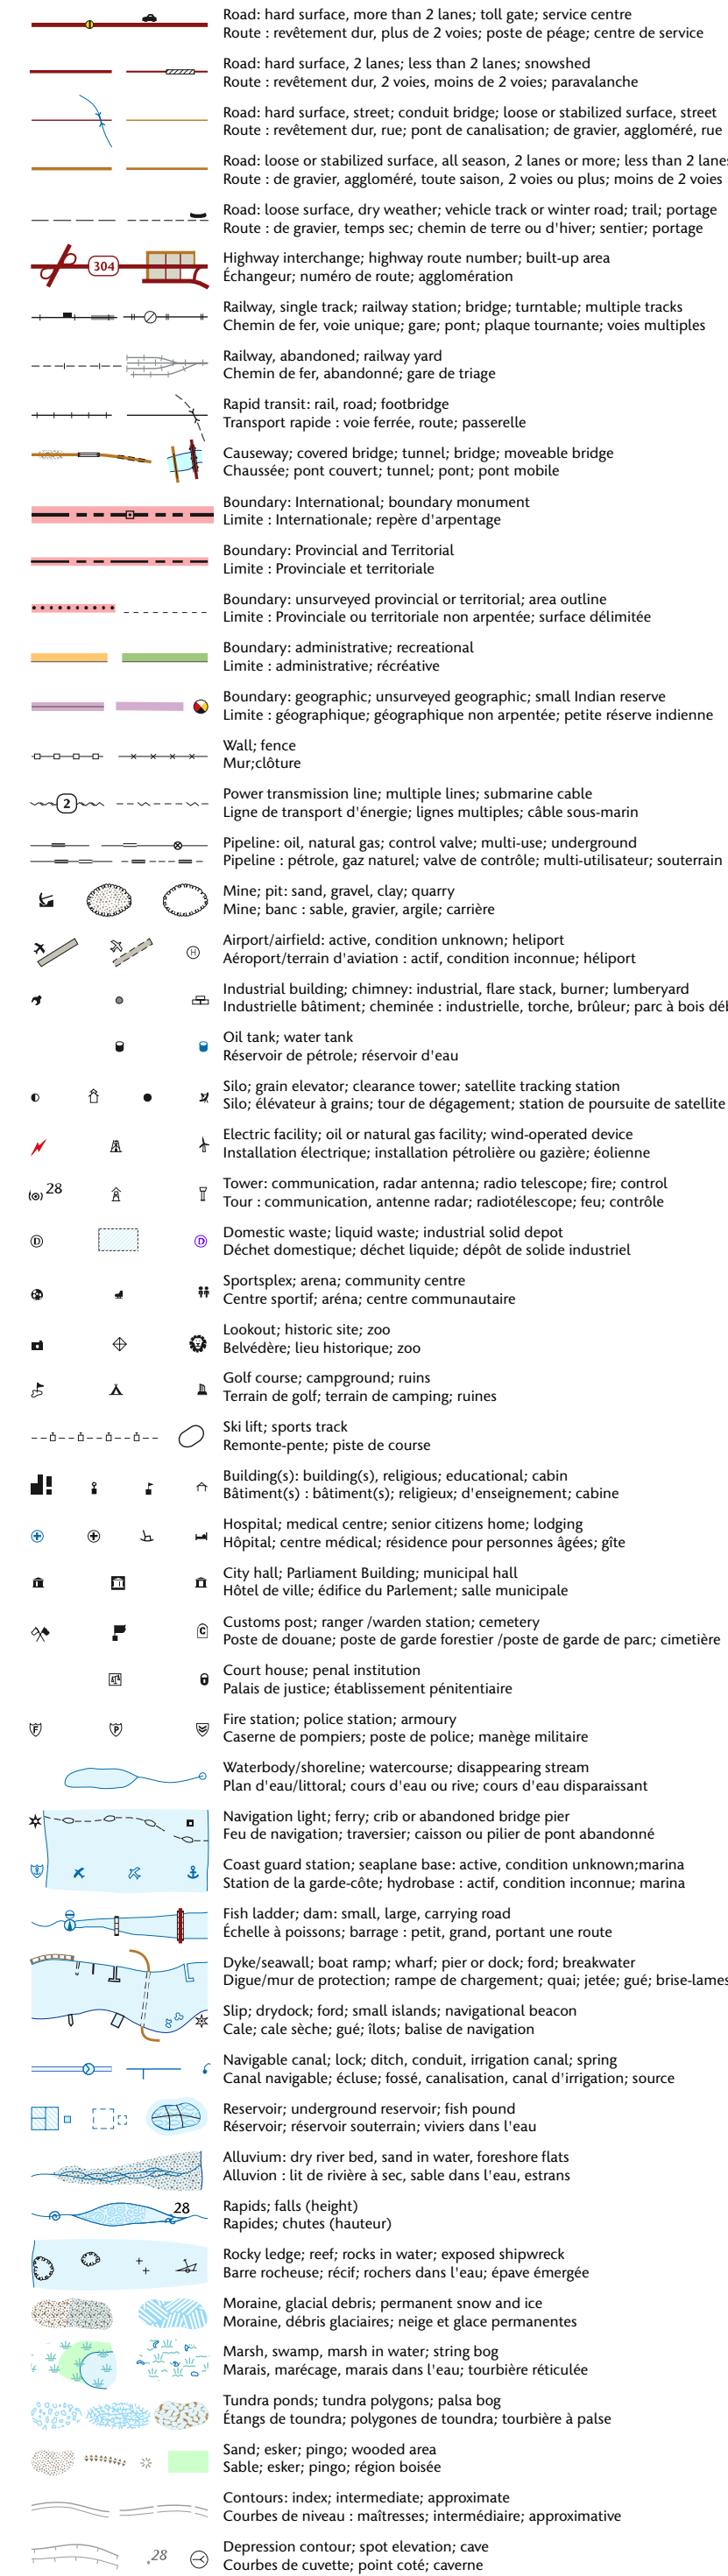 Road: hard surface, more than 2 lanes; toll gate; service centre
Route : revêtement dur, plus de 2 voies; poste de péage; centre de service
Road: hard surface, 2 lanes; less than 2 lanes; snowshed
Route : revêtement dur, 2 voies, moins de 2 voies; paravalanche
Road: hard surface, street; conduit bridge; loose or stabilized surface, street
Route : revêtement dur, rue; pont de canalisation; de gravier, aggloméré, rue
Road: loose or stabilized surface, all season, 2 lanes or more; less than 2 lanes
Route : de gravier, aggloméré, toute saison, 2 voies ou plus; moins de 2 voies
Road: loose surface, dry weather; vehicle track or winter road; trail; portage
Route : de gravier, temps sec; chemin de terre ou d'hiver; sentier; portage
304
Highway interchange; highway route number; built-up area
Échangeur; numéro de route; agglomération
Railway, single track; railway station; bridge; turntable; multiple tracks
Chemin de fer, voie unique; gare; pont; plaque tournante; voies multiples
Railway, abandoned; railway yard
Chemin de fer, abandonné; gare de triage
Rapid transit: rail, road; footbridge
Transport rapide : voie ferrée, route; passerelle
Causeway; covered bridge; tunnel; bridge; moveable bridge
Chaussée; pont couvert; tunnel; pont; pont mobile
Boundary: International; boundary monument
Limite : Internationale; repère d'arpentage
Boundary: Provincial and Territorial
Limite : Provinciale et territoriale
Boundary: unsurveyed provincial or territorial; area outline
Limite : Provinciale ou territoriale non arpentée; surface délimitée
Boundary: administrative; recreational
Limite : administrative; récréative
Boundary: geographic; unsurveyed geographic; small Indian reserve
Limite : géographique; géographique non arpentée; petite réserve indienne
Wall; fence
Mur;clôture
2
Power transmission line; multiple lines; submarine cable
Ligne de transport d'énergie; lignes multiples; câble sous-marin
Pipeline: oil, natural gas; control valve; multi-use; underground
Pipeline : pétrole, gaz naturel; valve de contrôle; multi-utilisateur; souterrain
Mine; pit: sand, gravel, clay; quarry
Mine; banc : sable, gravier, argile; carrière
H
Airport/airfield: active, condition unknown; heliport
Aéroport/terrain d'aviation : actif, condition inconnue; héliport
Industrial building; chimney: industrial, flare stack, burner; lumberyard
Industrielle bâtiment; cheminée : industrielle, torche, brûleur; parc à bois dél
Oil tank; water tank
Réservoir de pétrole; réservoir d'eau
Silo; grain elevator; clearance tower; satellite tracking station
Silo; élévateur à grains; tour de dégagement; station de poursuite de satellite
Electric facility; oil or natural gas facility; wind-operated device
Installation électrique; installation pétrolière ou gazière; éolienne
28
Tower: communication, radar antenna; radio telescope; fire; control
Tour : communication, antenne radar; radiotélescope; feu; contrôle
D D
Domestic waste; liquid waste; industrial solid depot
Déchet domestique; déchet liquide; dépôt de solide industriel
Sportsplex; arena; community centre
Centre sportif; aréna; centre communautaire
Lookout; historic site; zoo
Belvédère; lieu historique; zoo
Golf course; campground; ruins
Terrain de golf; terrain de camping; ruines
Ski lift; sports track
Remonte-pente; piste de course
Building(s): building(s), religious; educational; cabin
Bâtiment(s) : bâtiment(s); religieux; d'enseignement; cabine
Hospital; medical centre; senior citizens home; lodging
Hôpital; centre médical; résidence pour personnes âgées; gîte
City hall; Parliament Building; municipal hall
Hôtel de ville; édifice du Parlement; salle municipale
C
Customs post; ranger /warden station; cemetery
Poste de douane; poste de garde forestier /poste de garde de parc; cimetière
Court house; penal institution
Palais de justice; établissement pénitentiaire
F P
Fire station; police station; armoury
Caserne de pompiers; poste de police; manège militaire
Waterbody/shoreline; watercourse; disappearing stream
Plan d'eau/littoral; cours d'eau ou rive; cours d'eau disparaissant
Navigation light; ferry; crib or abandoned bridge pier
Feu de navigation; traversier; caisson ou pilier de pont abandonné
Coast guard station; seaplane base: active, condition unknown;marina
Station de la garde-côte; hydrobase : actif, condition inconnue; marina
Fish ladder; dam: small, large, carrying road
Échelle à poissons; barrage : petit, grand, portant une route
Dyke/seawall; boat ramp; wharf; pier or dock; ford; breakwater
Digue/mur de protection; rampe de chargement; quai; jetée; gué; brise-lames
Slip; drydock; ford; small islands; navigational beacon
Cale; cale sèche; gué; îlots; balise de navigation
Navigable canal; lock; ditch, conduit, irrigation canal; spring
Canal navigable; écluse; fossé, canalisation, canal d'irrigation; source
Reservoir; underground reservoir; fish pound
Réservoir; réservoir souterrain; viviers dans l'eau
Alluvium: dry river bed, sand in water, foreshore flats
Alluvion : lit de rivière à sec, sable dans l'eau, estrans
28
Rapids; falls (height)
Rapides; chutes (hauteur)
Rocky ledge; reef; rocks in water; exposed shipwreck
Barre rocheuse; récif; rochers dans l'eau; épave émergée
Moraine, glacial debris; permanent snow and ice
Moraine, débris glaciaires; neige et glace permanentes
Marsh, swamp, marsh in water; string bog
Marais, marécage, marais dans l'eau; tourbière réticulée
Tundra ponds; tundra polygons; palsa bog
Étangs de toundra; polygones de toundra; tourbière à palse
Sand; esker; pingo; wooded area
Sable; esker; pingo; région boisée
Contours: index; intermediate; approximate
Courbes de niveau : maîtresses; intermédiaire; approximative
.28
Depression contour; spot elevation; cave
Courbes de cuvette; point coté; caverne